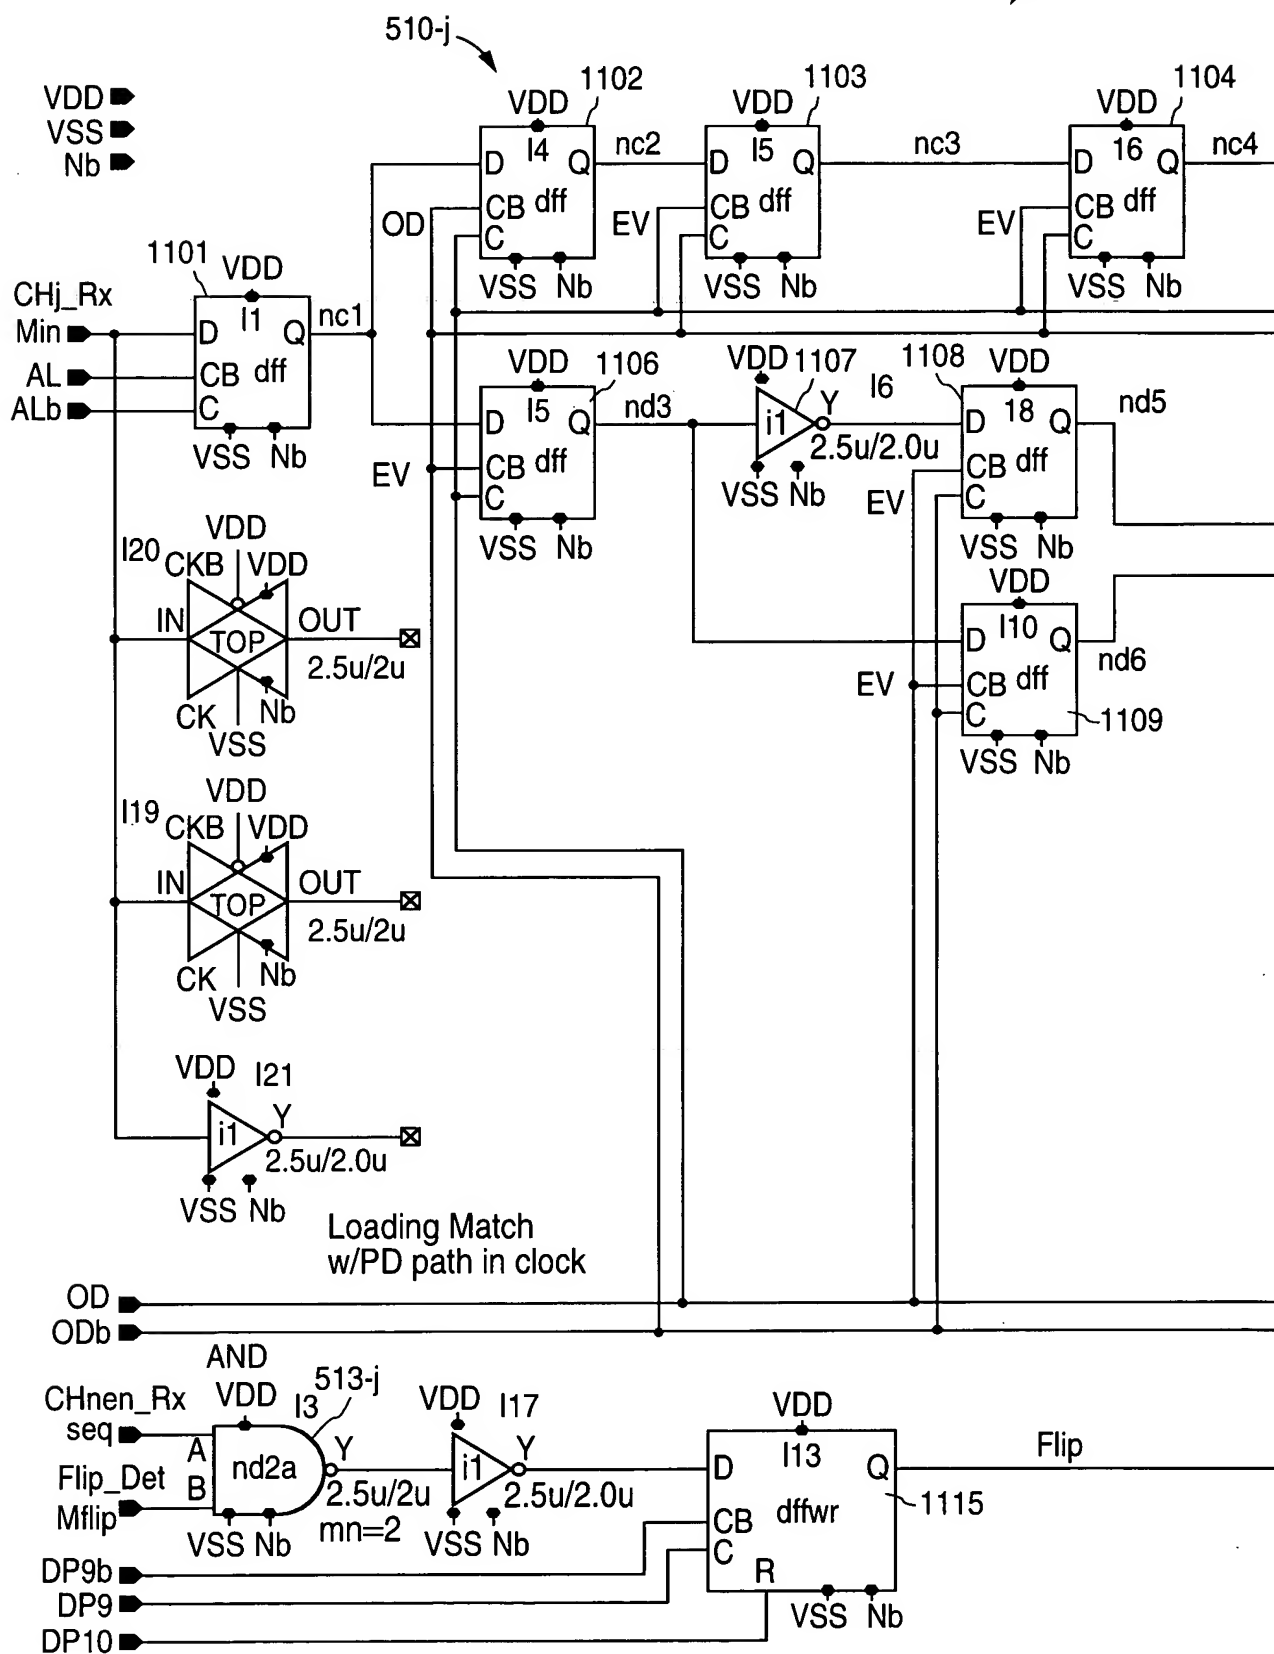 510-j
VDD
VSS
Nb
1102
VDD
I4
D Q
CB dff
C
VSS Nb
OD
nc2
1103
VDD
I5
D Q
CB dff
C
VSS Nb
EV
nc3
1104
VDD
16
D Q
CB dff
C
VSS Nb
EV
nc4
1101
VDD
CHj_Rx
Min
AL
ALb
I1
D Q
CB dff
C
VSS Nb
nc1
1106
VDD
I5
D Q
CB dff
C
VSS Nb
EV
nd3
VDD
1107
i1
Y
2.5u/2.0u
VSS Nb
I6
1108
VDD
18
D Q
CB dff
C
VSS Nb
EV
nd5
VDD
I10
D Q
CB dff
C
VSS Nb
EV
nd6
1109
I20
VDD
CKB VDD
IN TOP OUT
2.5u/2u
CK Nb
VSS
I19
VDD
CKB VDD
IN TOP OUT
2.5u/2u
CK Nb
VSS
VDD I21
i1
Y
2.5u/2.0u
VSS Nb
Loading Match
w/PD path in clock
OD
ODb
AND
VDD
I3
513-j
CHnen_Rx
seq
A
Flip_Det
B
Mflip
nd2a
Y
2.5u/2u
mn=2
VSS Nb
VDD I17
i1
Y
2.5u/2.0u
VSS Nb
VDD
I13
D Q
dffwr
CB
C
R
VSS Nb
Flip
1115
DP9b
DP9
DP10